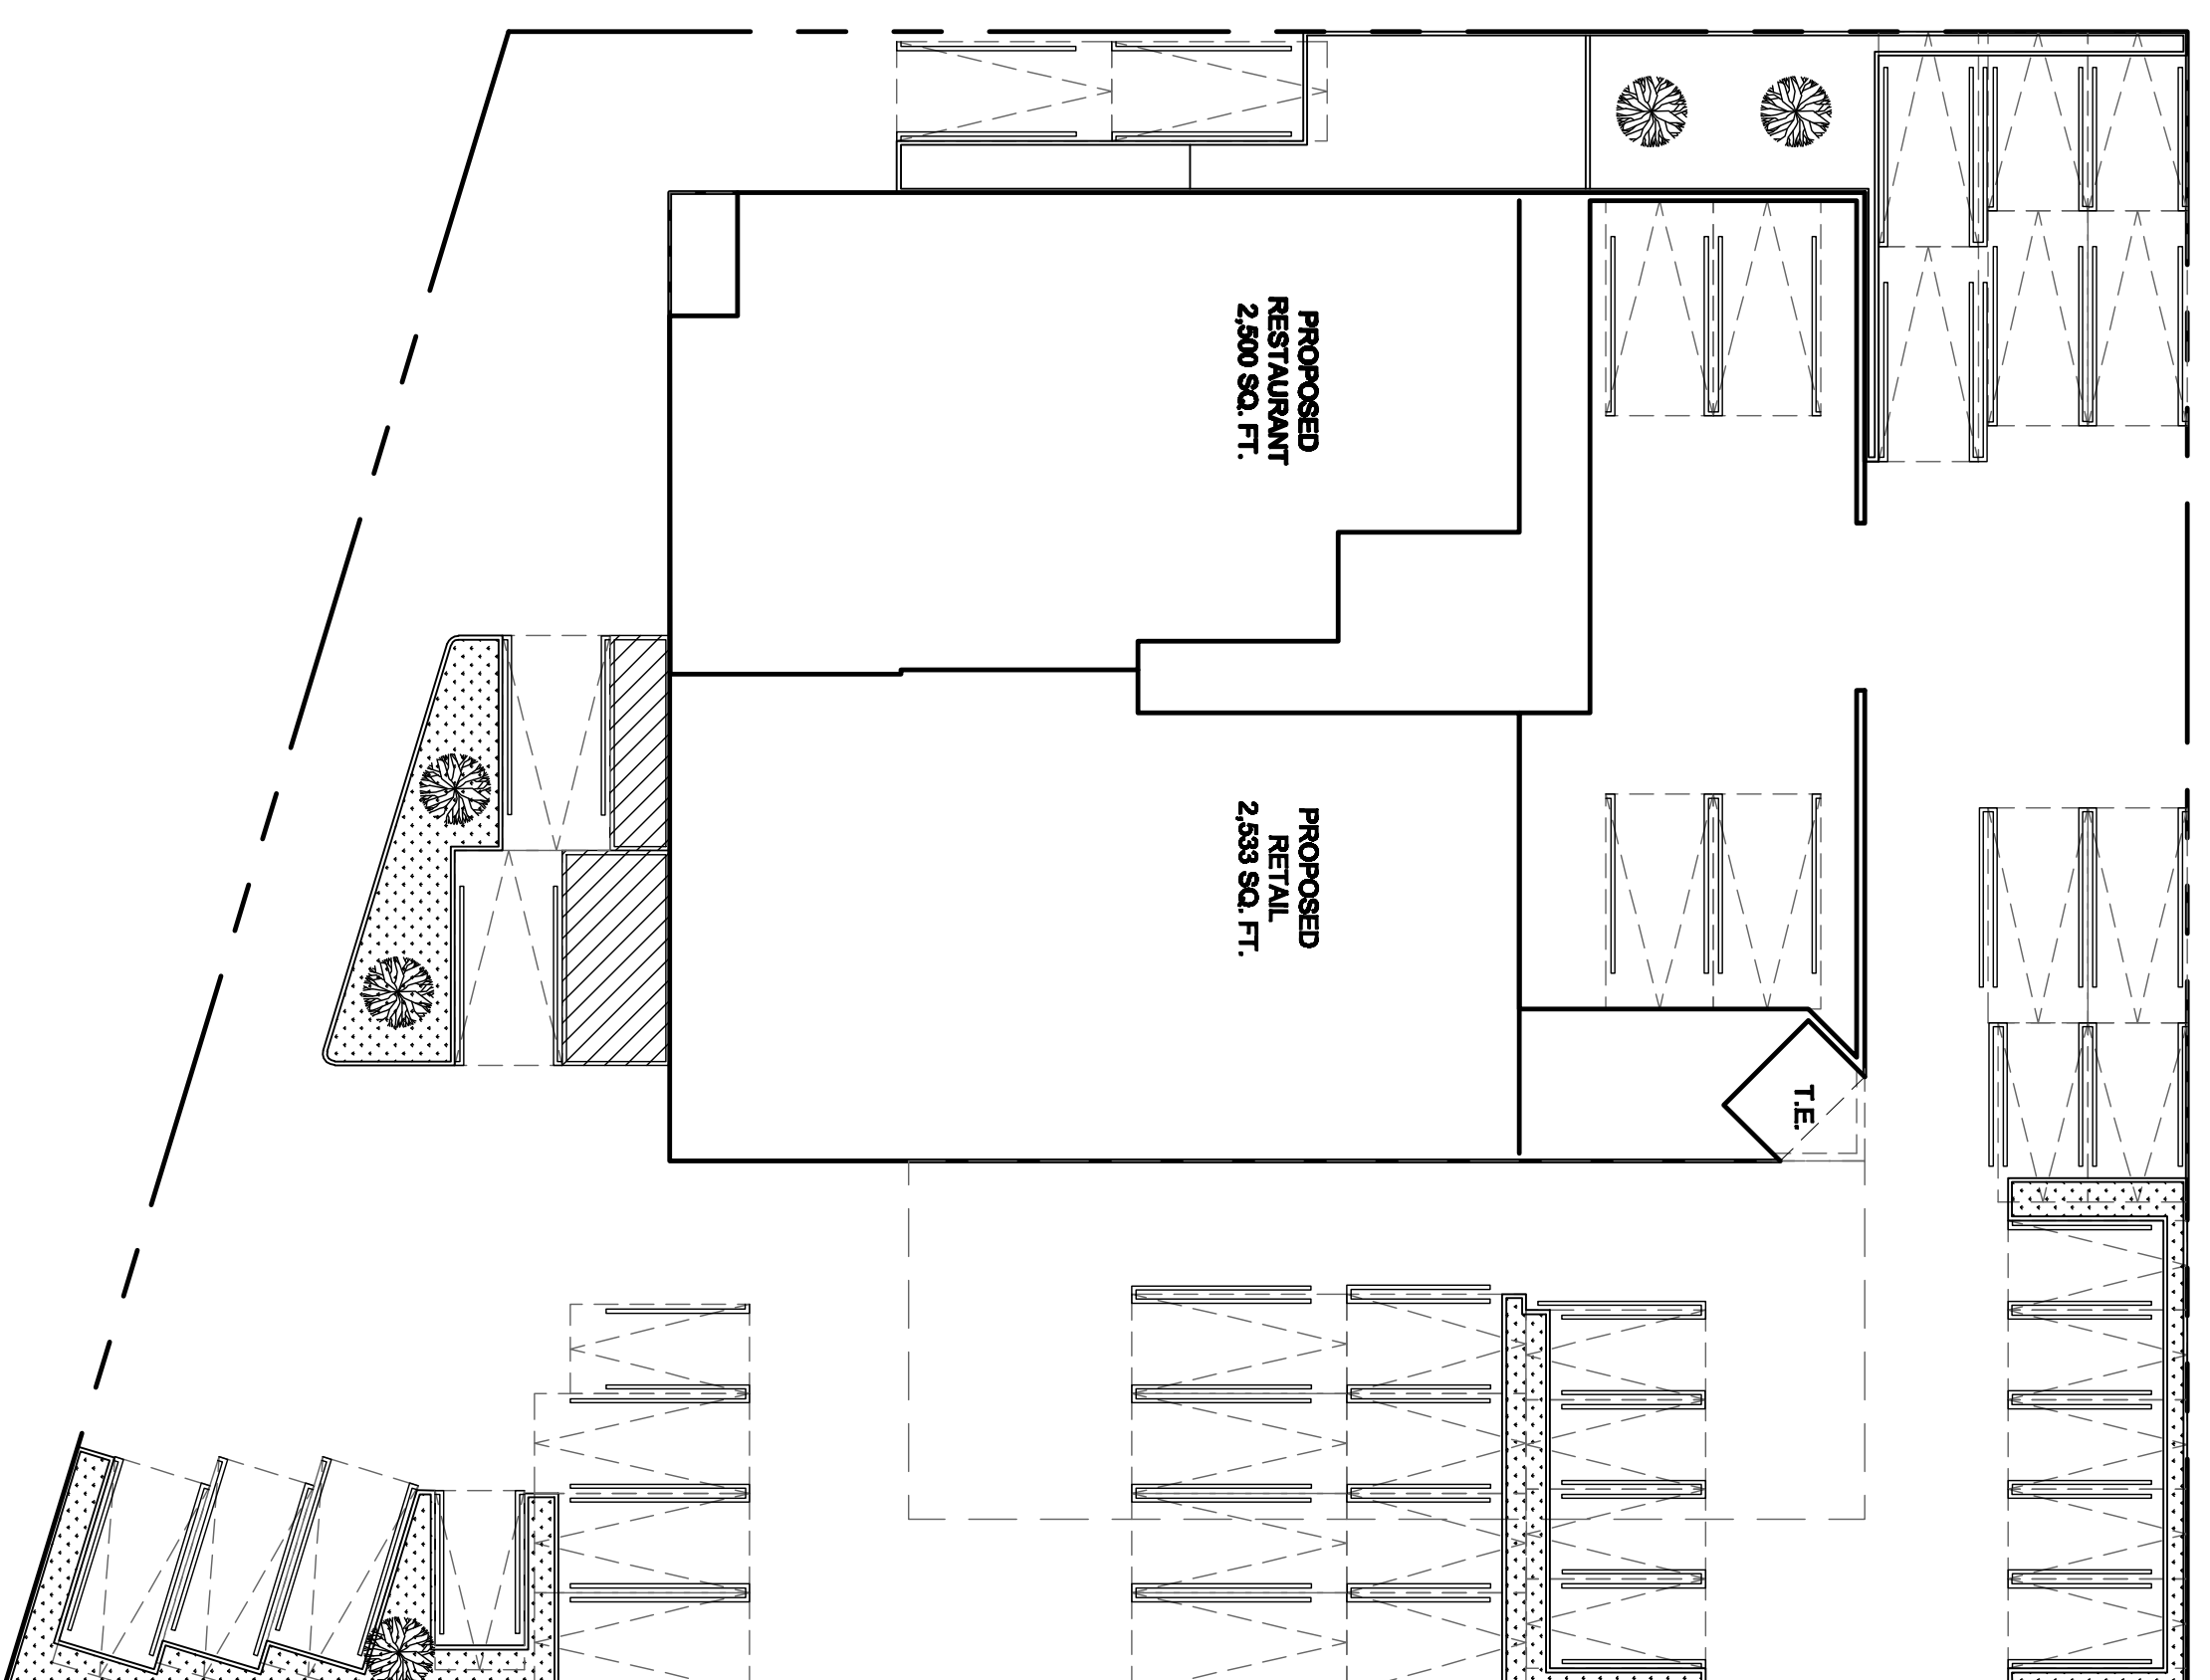 PROPOSED
RESTAURANT
2,500 SQ. FT.
PROPOSED
RETAIL
2,533 SQ. FT.
T.E.